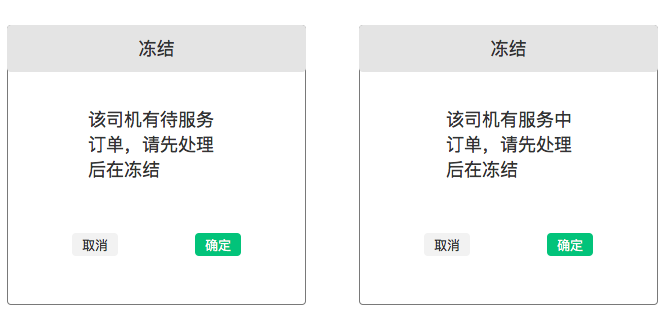 冻结
该司机有待服务
订单，请先处理
后在冻结
取消
确定
冻结
该司机有服务中
订单，请先处理
后在冻结
取消
确定